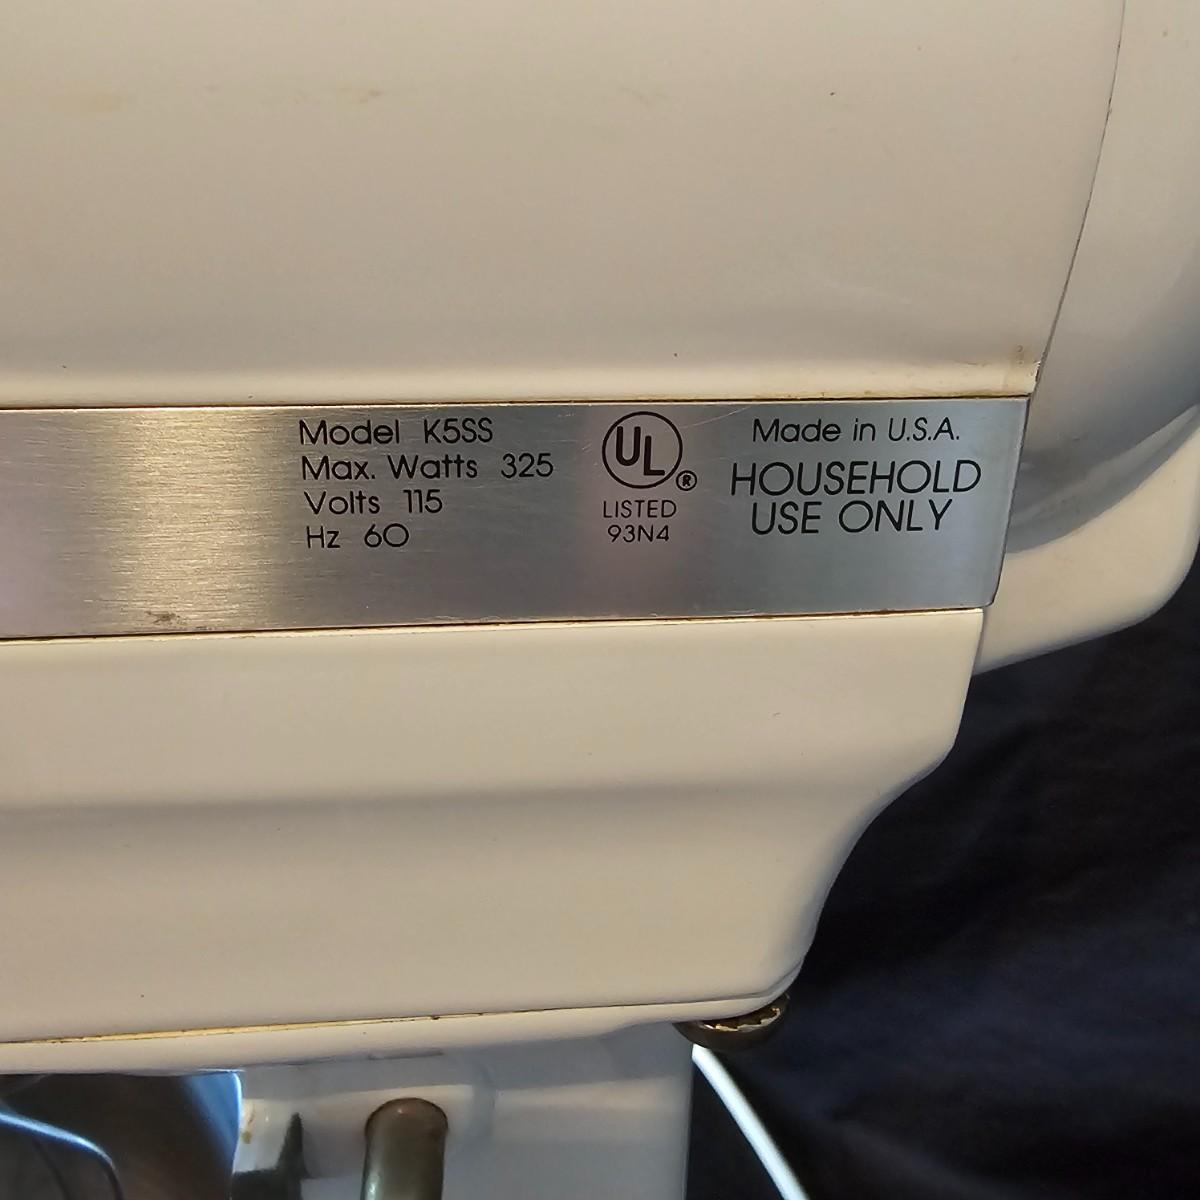 Model K5SS
Max. Watts 325
Volts 115
Hz 60
UL ®
LISTED
93N4
Made in U.S.A.
HOUSEHOLD
USE ONLY